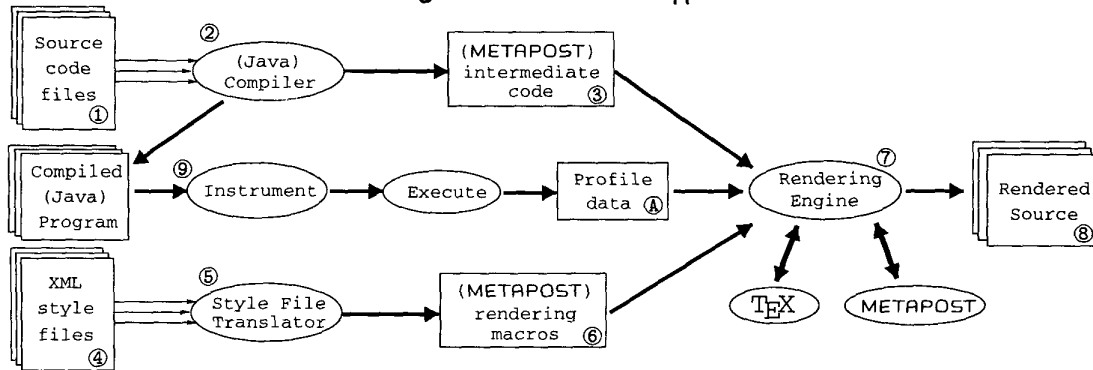 ②
Source
code
files
①
(Java)
Compiler
(METAPOST)
intermediate
code
③
Compiled
(Java)
Program
⑨
Instrument
Execute
Profile
data
Ⓐ
⑦
Rendering
Engine
Rendered
Source
⑧
XML
style
files
④
⑤
Style File
Translator
(METAPOST)
rendering
macros
⑥
TEX
METAPOST